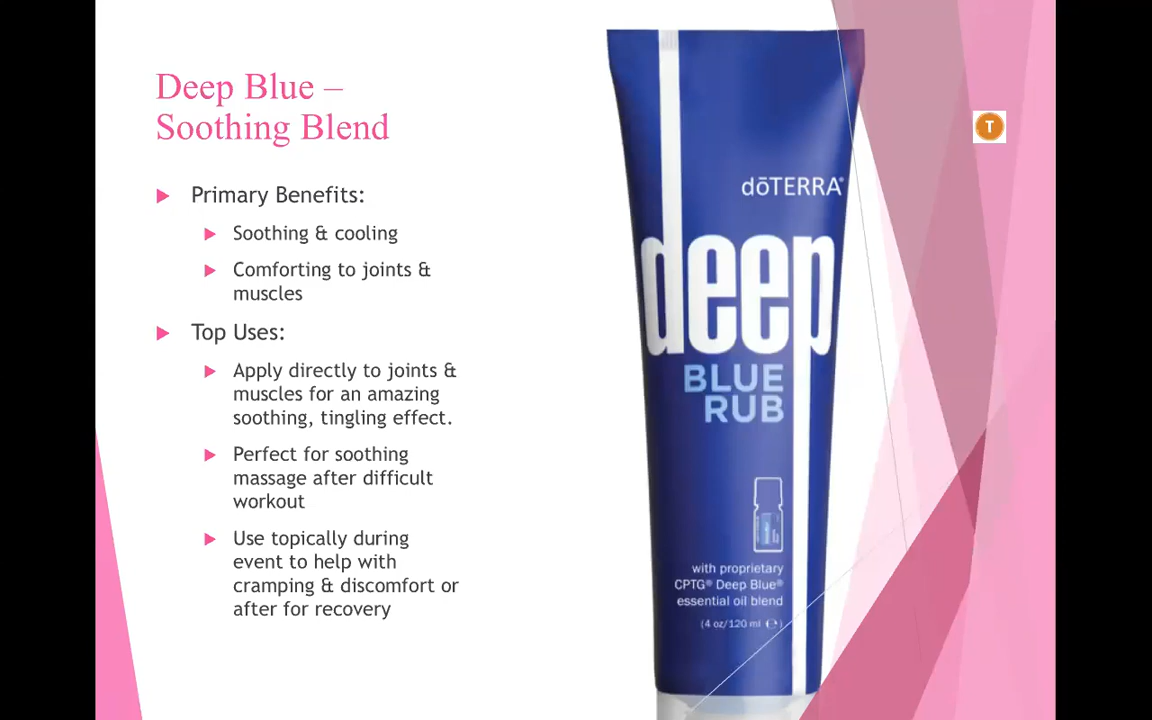 Deep Blue –
Soothing Blend
Primary Benefits:
Soothing & cooling
Comforting to joints &
muscles
Top Uses:
Apply directly to joints &
muscles for an amazing
soothing, tingling effect.
Perfect for soothing
massage after difficult
workout
Use topically during
event to help with
cramping & discomfort or
after for recovery
dōTERRA®
deep
BLUE
RUB
with proprietary
CPTG® Deep Blue®
essential oil blend
(4 oz/120 ml ℮)
T